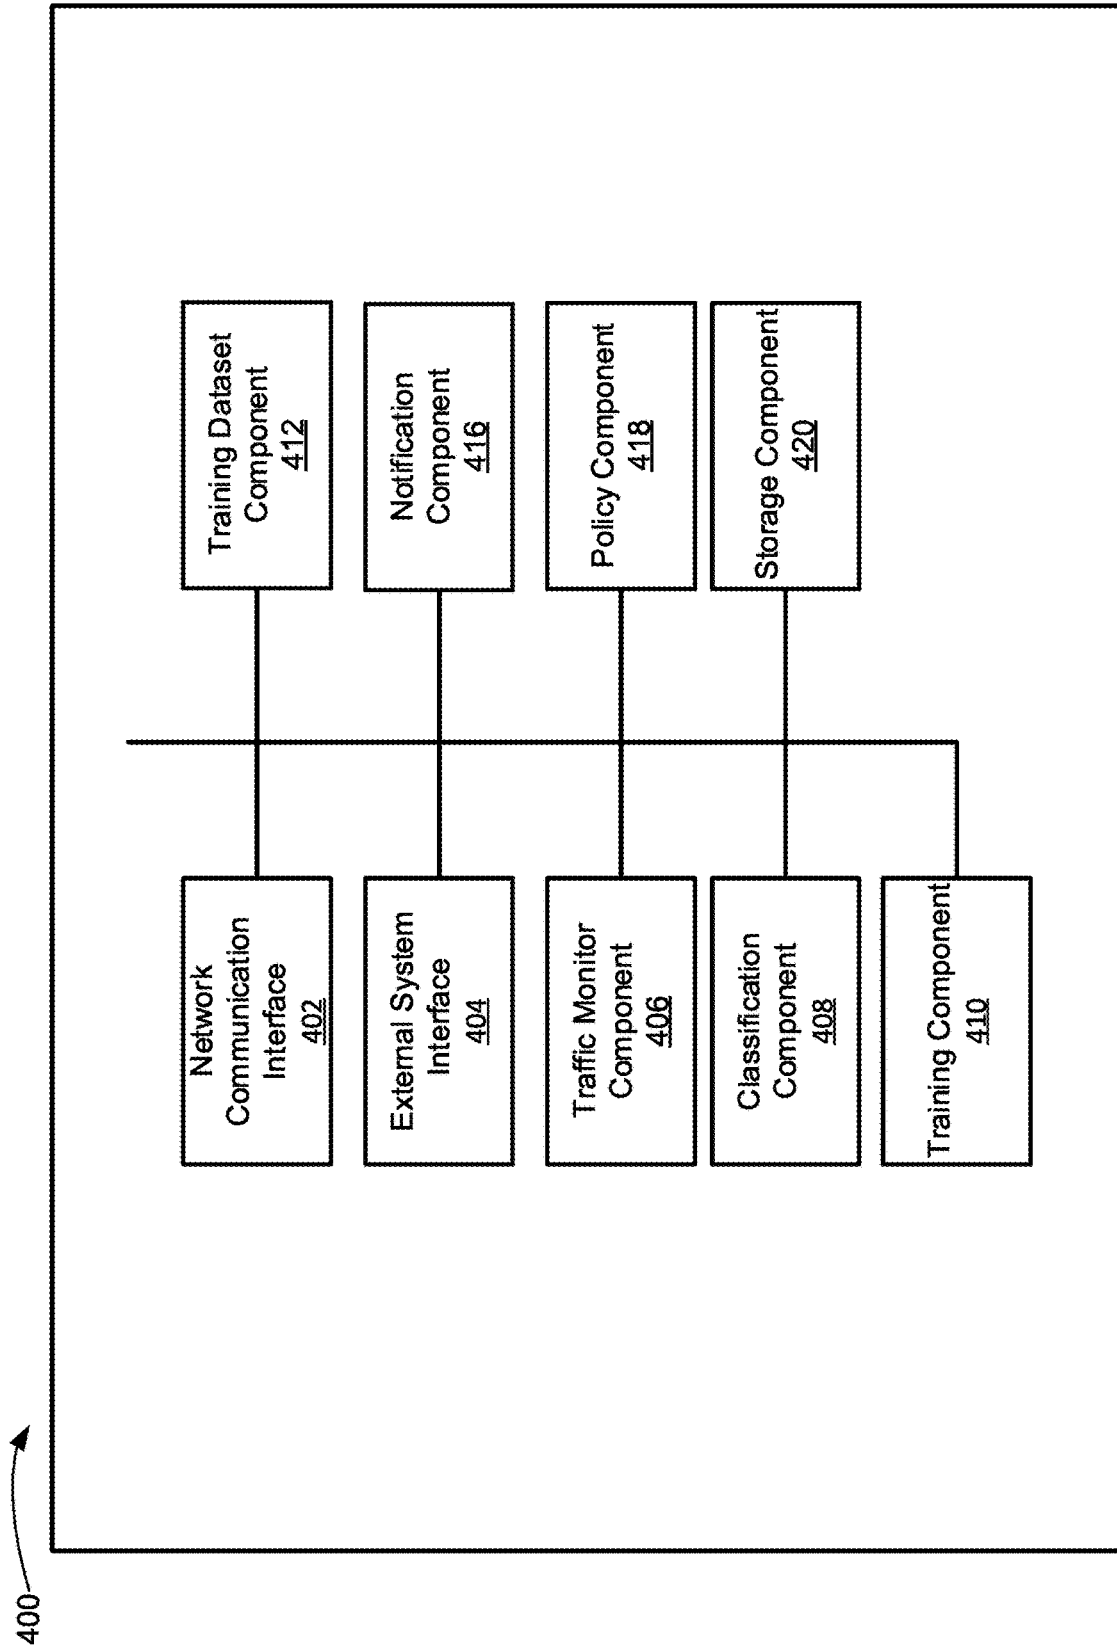 400
Network
Communication
Interface
402
External System
Interface
404
Traffic Monitor
Component
406
Classification
Component
408
Training Component
410
Training Dataset
Component
412
Notification
Component
416
Policy Component
418
Storage Component
420